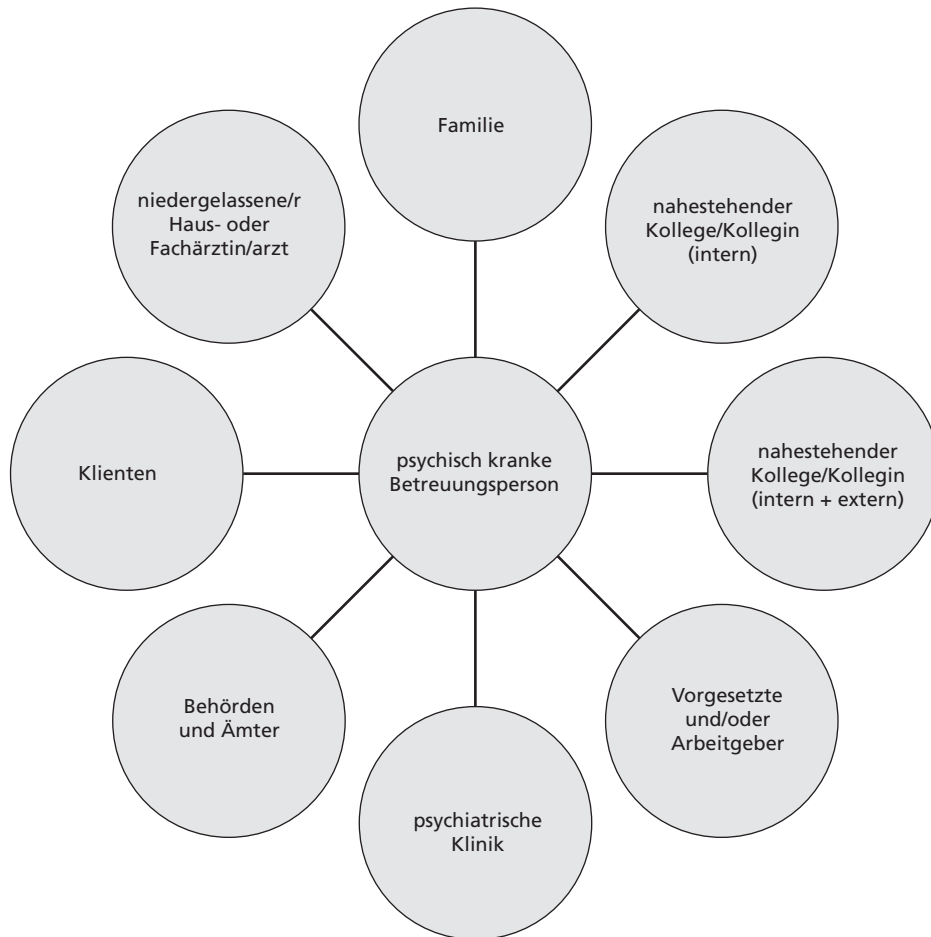 Familie
niedergelassene/r
Haus- oder
Fachärztin/arzt
nahestehender
Kollege/Kollegin
(intern)
Klienten
psychisch kranke
Betreuungsperson
nahestehender
Kollege/Kollegin
(intern + extern)
Behörden
und Ämter
Vorgesetzte
und/oder
Arbeitgeber
psychiatrische
Klinik